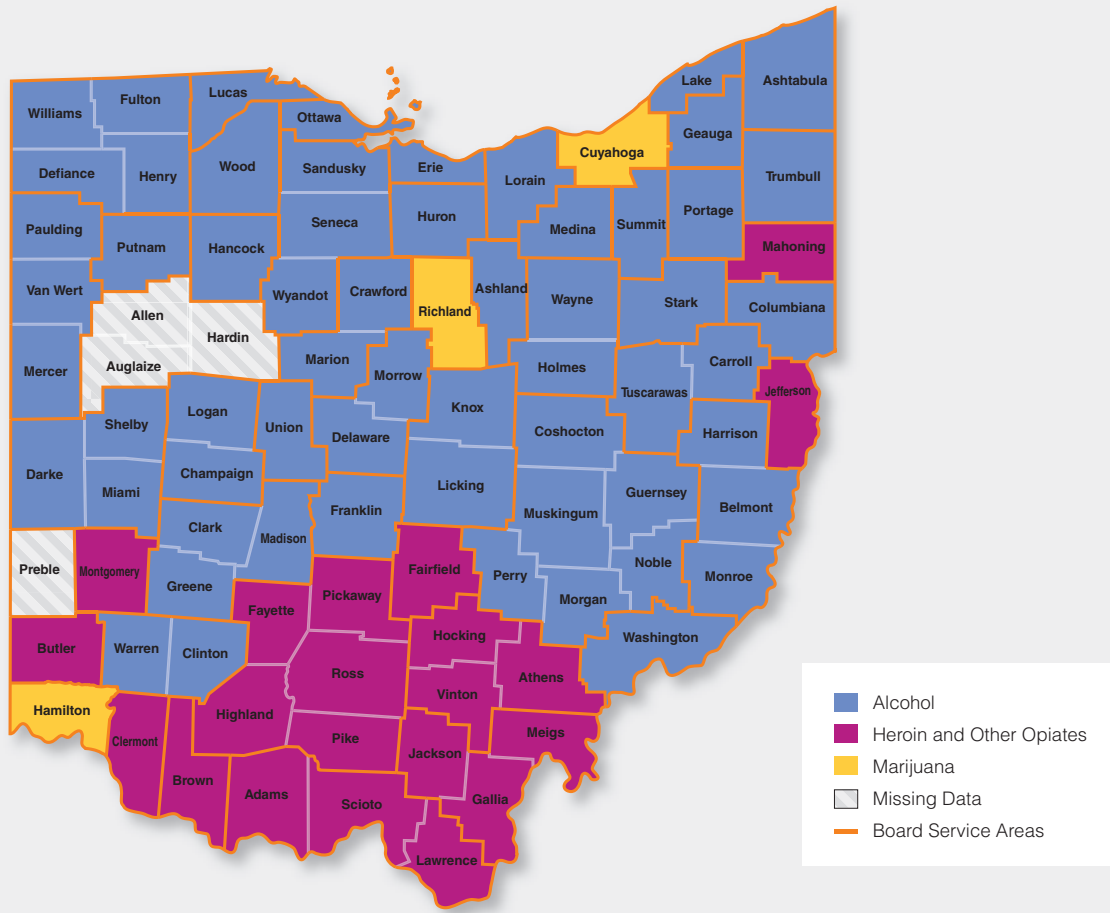 Lake
Ashtabula
Williams
Fulton
Lucas
Ottawa
Geauga
Cuyahoga
Defiance
Henry
Wood
Sandusky
Erie
Lorain
Trumbull
Paulding
Putnam
Hancock
Seneca
Huron
Medina
Summit
Portage
Mahoning
Van Wert
Allen
Hardin
Wyandot
Crawford
Richland
Ashland
Wayne
Stark
Columbiana
Mercer
Auglaize
Marion
Morrow
Holmes
Tuscarawas
Carroll
Jefferson
Shelby
Logan
Union
Delaware
Knox
Coshocton
Harrison
Darke
Miami
Champaign
Licking
Guernsey
Belmont
Clark
Madison
Franklin
Muskingum
Preble
Montgomery
Greene
Fairfield
Perry
Noble
Monroe
Fayette
Pickaway
Morgan
Butler
Warren
Clinton
Hocking
Washington
Ross
Athens
Hamilton
Highland
Vinton
Clermont
Pike
Jackson
Meigs
Brown
Adams
Scioto
Gallia
Lawrence
Alcohol
Heroin and Other Opiates
Marijuana
Missing Data
Board Service Areas